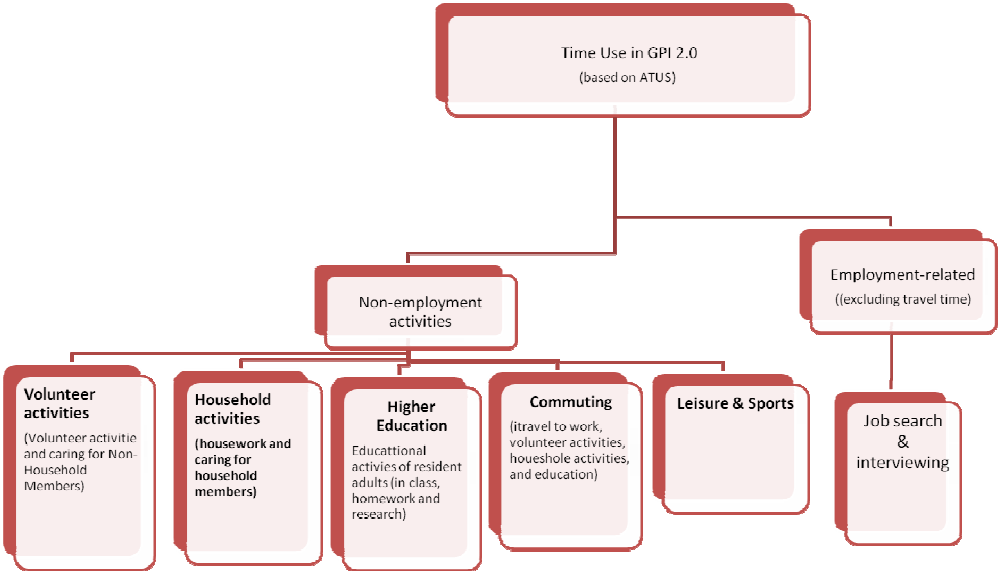 Time Use in GPI 2.0
(based on ATUS)
Employment-related
((excluding travel time)
Non-employment
activities
Volunteer
activities
(Volunteer activitie
and caring for Non-
Household
Members)
Household
activities
(housework and
caring for
household
members)
Higher
Education
Educattional
activies of resident
adults (in class,
homework and
research)
Commuting
(itravel to work,
volunteer activities,
houeshole activities,
and education)
Leisure & Sports
Job search
&
interviewing